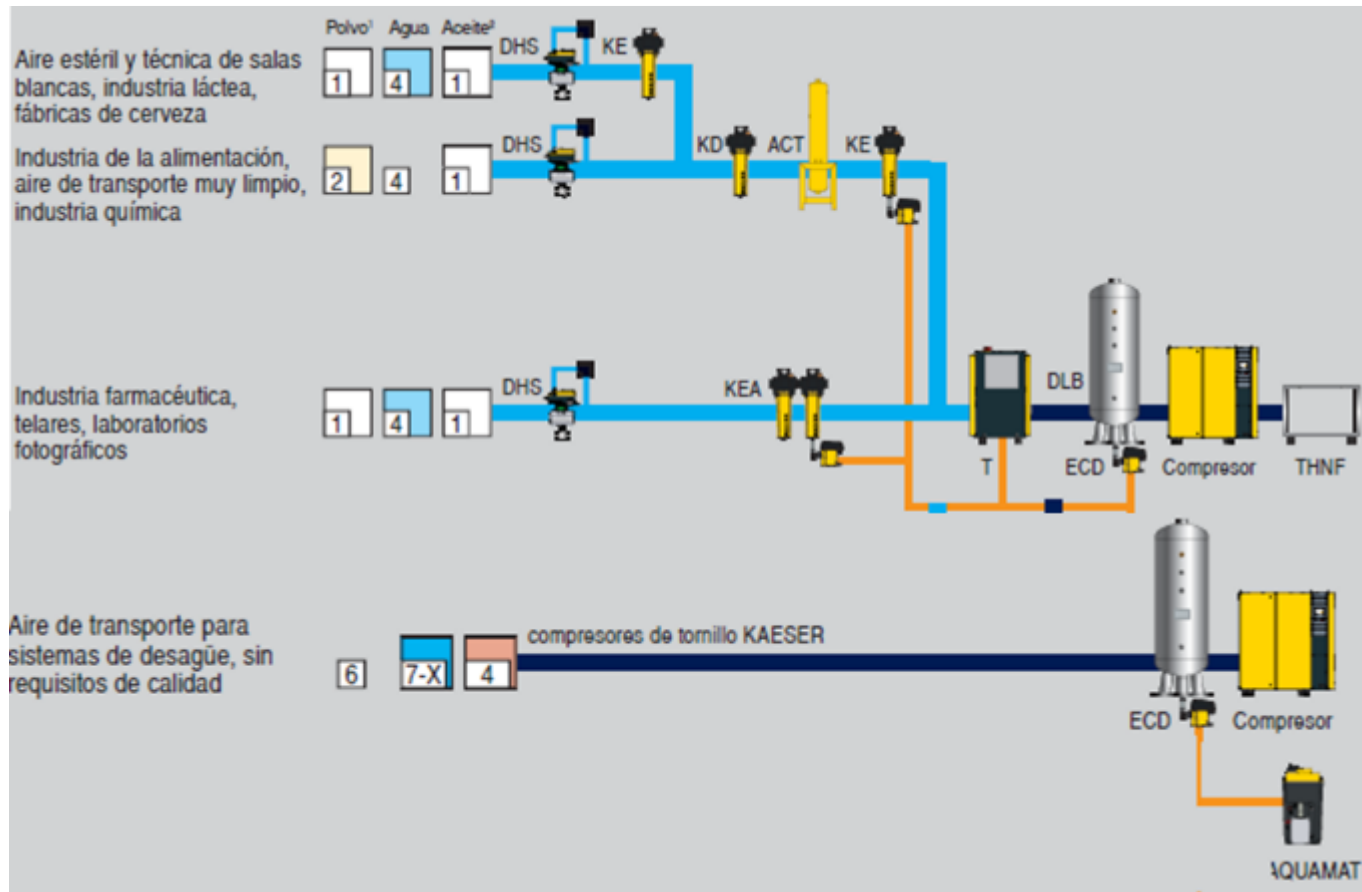 Polvo¹ Agua Aceite²
Aire estéril y técnica de salas
blancas, industria láctea,
fábricas de cerveza
1 4 1
DHS KE
Industria de la alimentación,
aire de transporte muy limpio,
industria química
2 4 1
DHS KD ACT KE
Industria farmacéutica,
telares, laboratorios
fotográficos
1 4 1
DHS KEA DLB
T ECD Compresor THNF
Aire de transporte para
sistemas de desagüe, sin
requisitos de calidad
6 7-X 4
compresores de tornillo KAESER
ECD Compresor
AQUAMAT